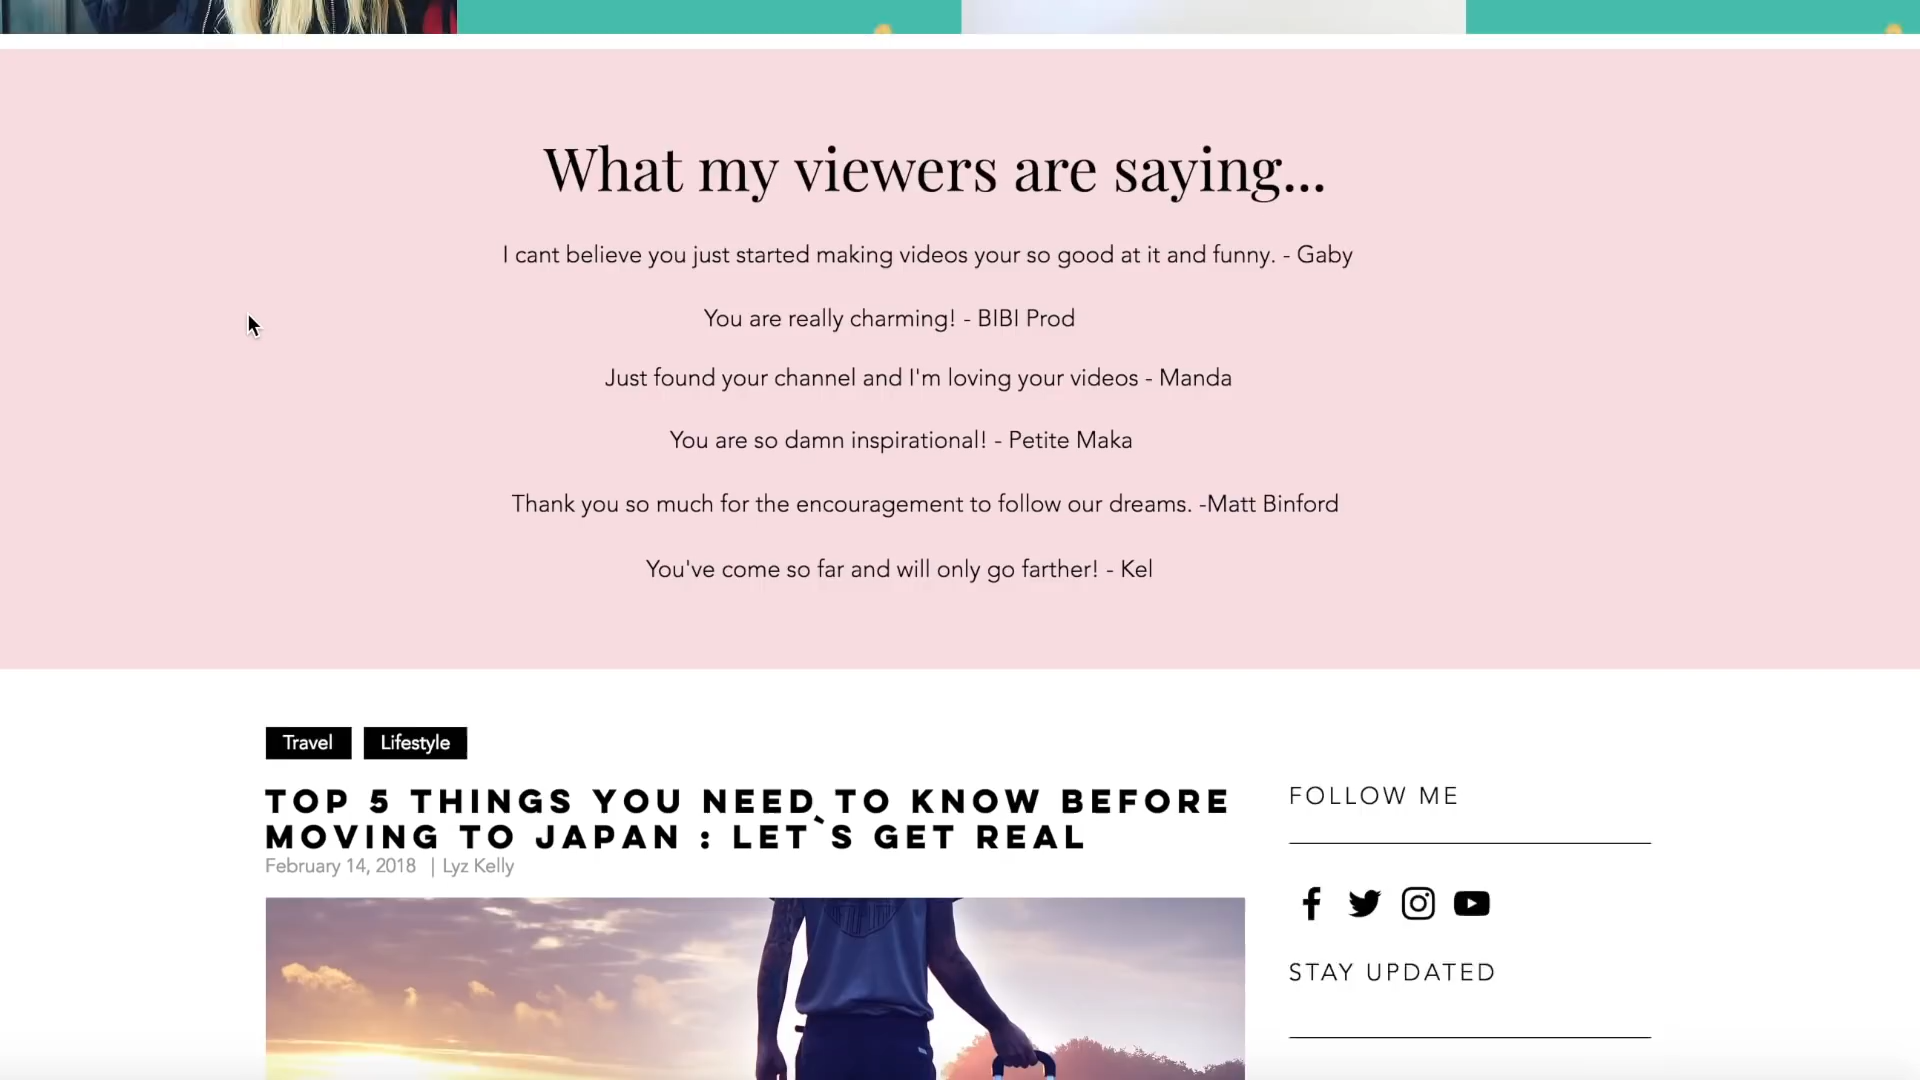 What my viewers are saying...
I cant believe you just started making videos your so good at it and funny. - Gaby
You are really charming! - BIBI Prod
Just found your channel and I'm loving your videos - Manda
You are so damn inspirational! - Petite Maka
Thank you so much for the encouragement to follow our dreams. -Matt Binford
You've come so far and will only go farther! - Kel
Travel Lifestyle
TOP 5 THINGS YOU NEED TO KNOW BEFORE
MOVING TO JAPAN : LET`S GET REAL
February 14, 2018 | Lyz Kelly
FOLLOW ME
STAY UPDATED